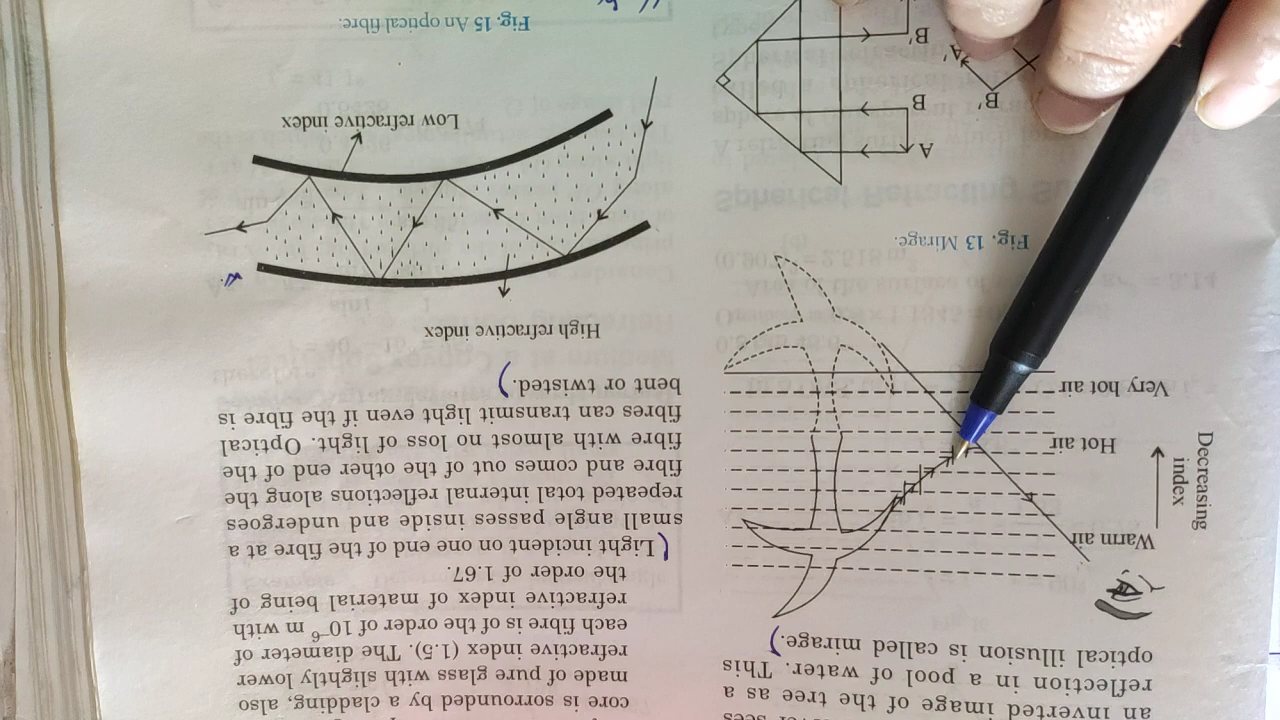 an inverted image of the tree as a
reflection in a pool of water. This
optical illusion is called mirage.)
Warm air
Decreasing
index
Hot air
Very hot air
Fig. 13 Mirage.
A
B
B'
B'
A'
core is sorrounded by a cladding, also
made of pure glass with slightly lower
refractive index (1.5). The diameter of
each fibre is of the order of 10⁻⁶ m with
refractive index of material being of
the order of 1.67.
(Light incident on one end of the fibre at a
small angle passes inside and undergoes
repeated total internal reflections along the
fibre and comes out of the other end of the
fibre with almost no loss of light. Optical
fibres can transmit light even if the fibre is
bent or twisted.)
High refractive index
Low refractive index
Fig. 15 An optical fibre.